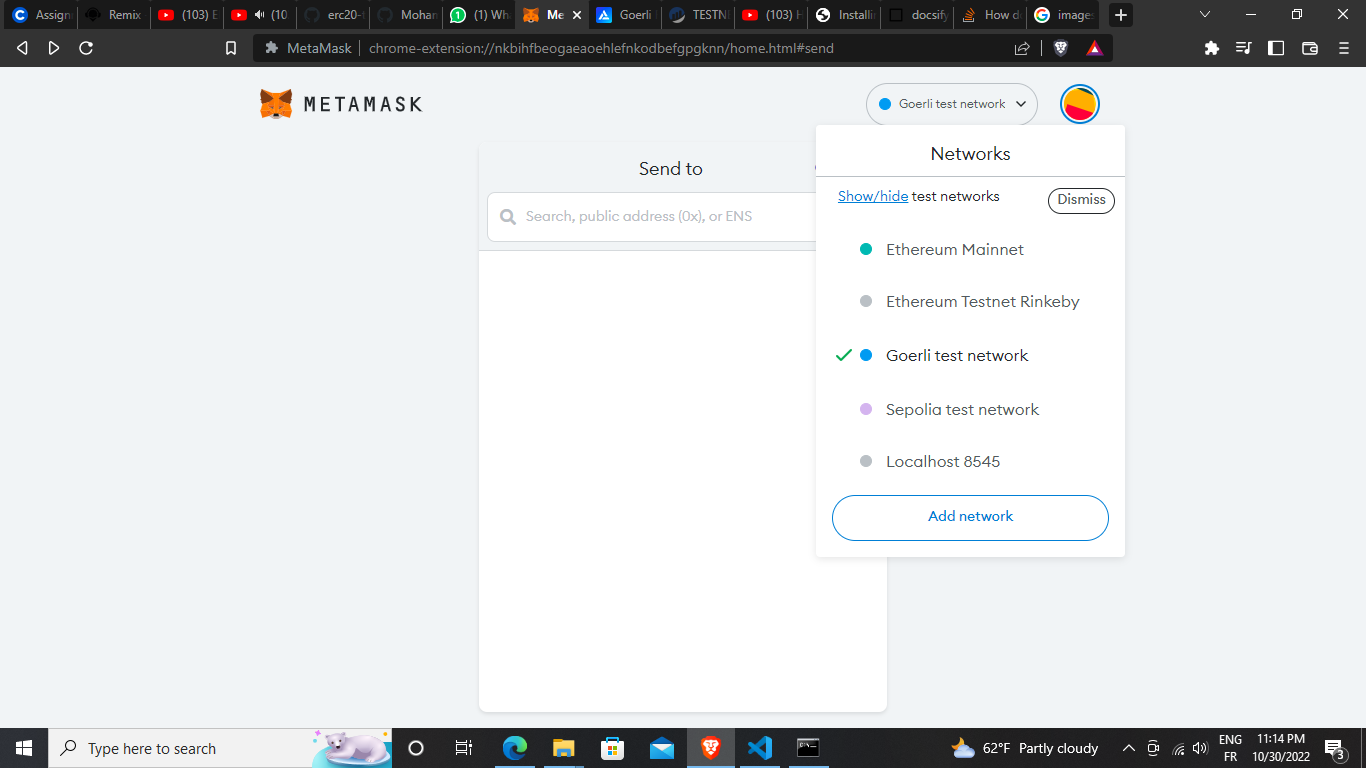 Assign
Remix
(103) E
(10
erc20-
Moham
(1) Wha
Me
Goerli
TESTN
(103) H
Installin
docsify
How d
images
MetaMask
chrome-extension://nkbihfbeogaeaoehlefnkodbefgpgknn/home.html#send
METAMASK
Goerli test network
Send to
Search, public address (0x), or ENS
Networks
Show/hide test networks
Dismiss
Ethereum Mainnet
Ethereum Testnet Rinkeby
Goerli test network
Sepolia test network
Localhost 8545
Add network
Type here to search
62°F Partly cloudy
ENG
FR
11:14 PM
10/30/2022
3